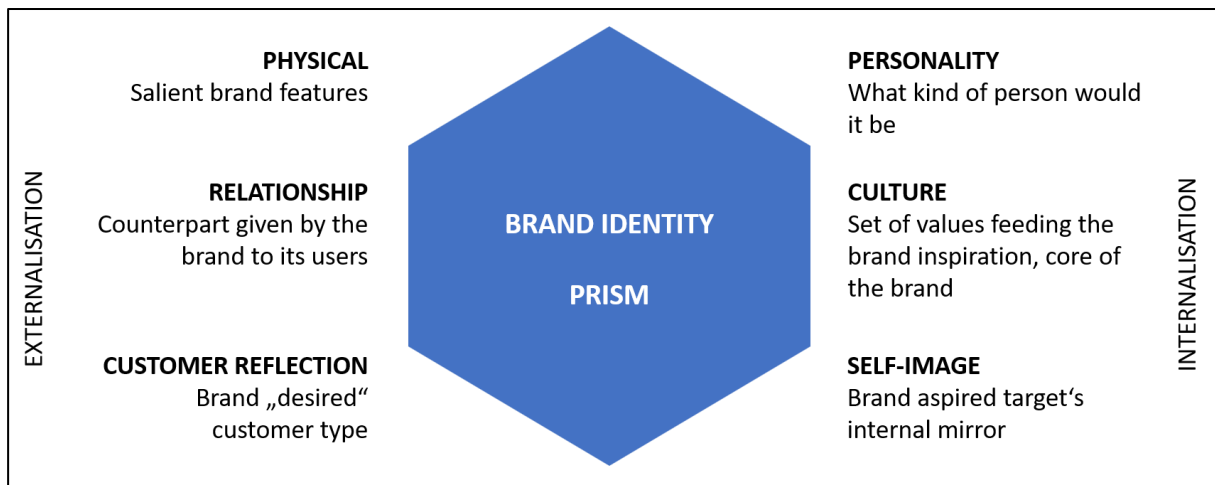 EXTERNALISATION
PHYSICAL
Salient brand features
RELATIONSHIP
Counterpart given by the
brand to its users
CUSTOMER REFLECTION
Brand „desired“
customer type
BRAND IDENTITY
PRISM
PERSONALITY
What kind of person would
it be
CULTURE
Set of values feeding the
brand inspiration, core of
the brand
SELF-IMAGE
Brand aspired target‘s
internal mirror
INTERNALISATION